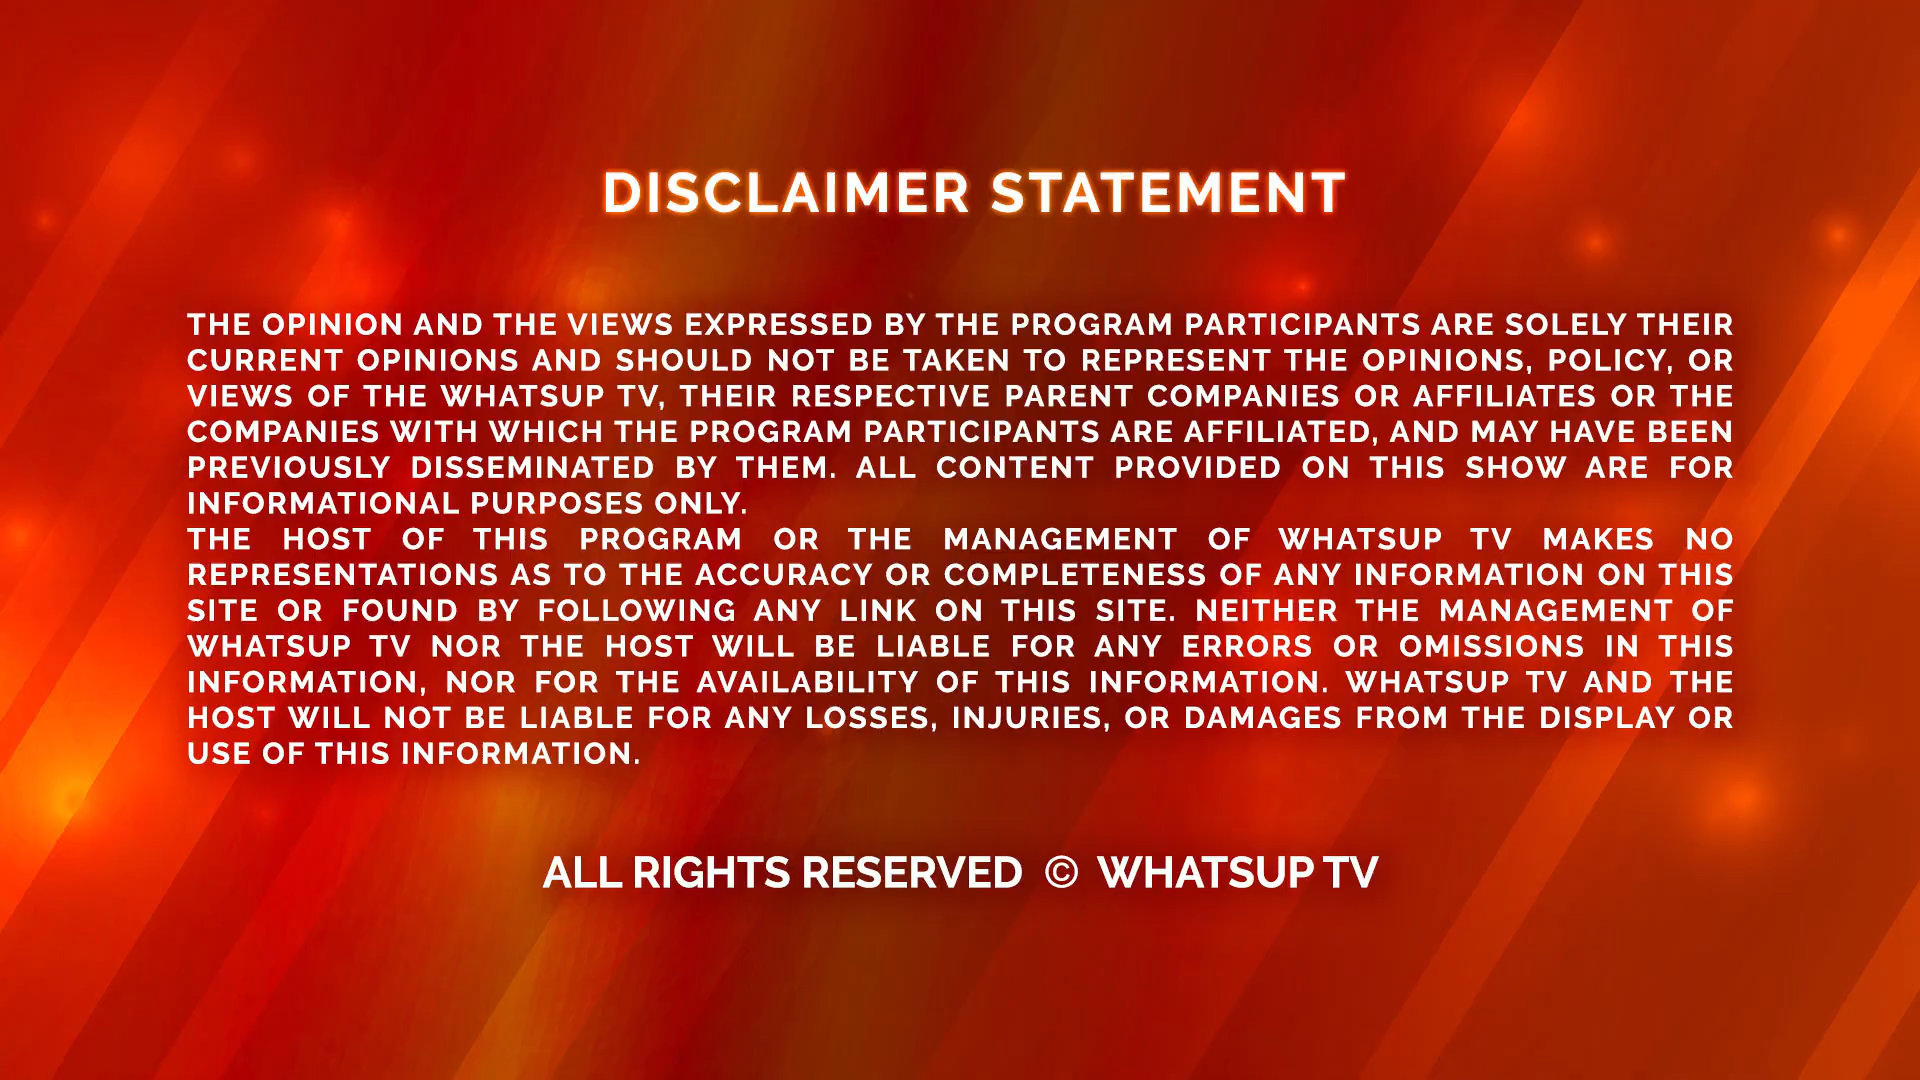 DISCLAIMER STATEMENT
THE OPINION AND THE VIEWS EXPRESSED BY THE PROGRAM PARTICIPANTS ARE SOLELY THEIR
CURRENT OPINIONS AND SHOULD NOT BE TAKEN TO REPRESENT THE OPINIONS, POLICY, OR
VIEWS OF THE WHATSUP TV, THEIR RESPECTIVE PARENT COMPANIES OR AFFILIATES OR THE
COMPANIES WITH WHICH THE PROGRAM PARTICIPANTS ARE AFFILIATED, AND MAY HAVE BEEN
PREVIOUSLY DISSEMINATED BY THEM. ALL CONTENT PROVIDED ON THIS SHOW ARE FOR
INFORMATIONAL PURPOSES ONLY.
THE HOST OF THIS PROGRAM OR THE MANAGEMENT OF WHATSUP TV MAKES NO
REPRESENTATIONS AS TO THE ACCURACY OR COMPLETENESS OF ANY INFORMATION ON THIS
SITE OR FOUND BY FOLLOWING ANY LINK ON THIS SITE. NEITHER THE MANAGEMENT OF
WHATSUP TV NOR THE HOST WILL BE LIABLE FOR ANY ERRORS OR OMISSIONS IN THIS
INFORMATION, NOR FOR THE AVAILABILITY OF THIS INFORMATION. WHATSUP TV AND THE
HOST WILL NOT BE LIABLE FOR ANY LOSSES, INJURIES, OR DAMAGES FROM THE DISPLAY OR
USE OF THIS INFORMATION.
ALL RIGHTS RESERVED © WHATSUP TV